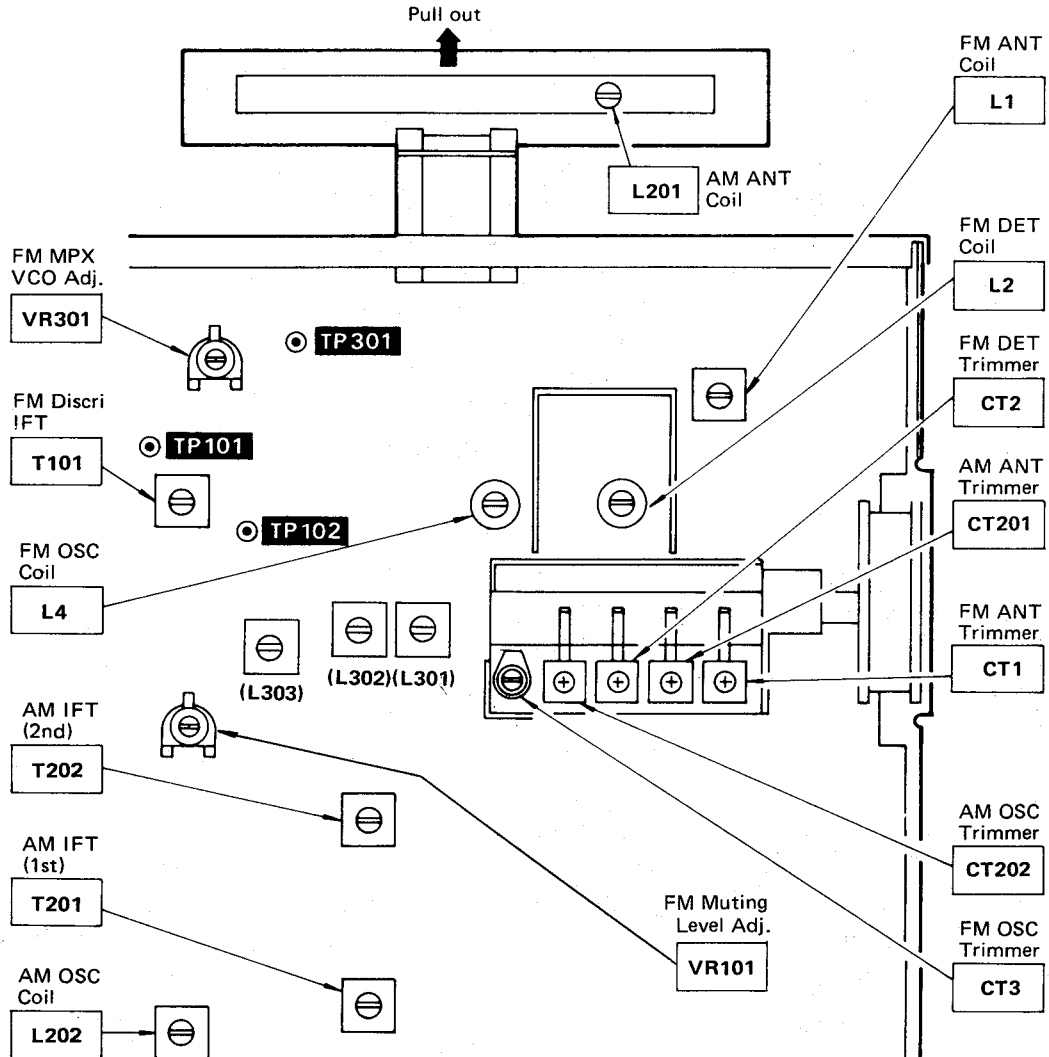 Pull out
FM ANT
Coil
L1
L201
AM ANT
Coil
FM DET
Coil
L2
FM MPX
VCO Adj.
VR301
TP301
FM DET
Trimmer
CT2
FM Discri
IFT
T101
TP101
AM ANT
Trimmer
CT201
TP102
FM OSC
Coil
L4
FM ANT
Trimmer
CT1
(L303)
(L302)
(L301)
AM IFT
(2nd)
T202
AM OSC
Trimmer
CT202
AM IFT
(1st)
T201
FM Muting
Level Adj.
VR101
FM OSC
Trimmer
CT3
AM OSC
Coil
L202